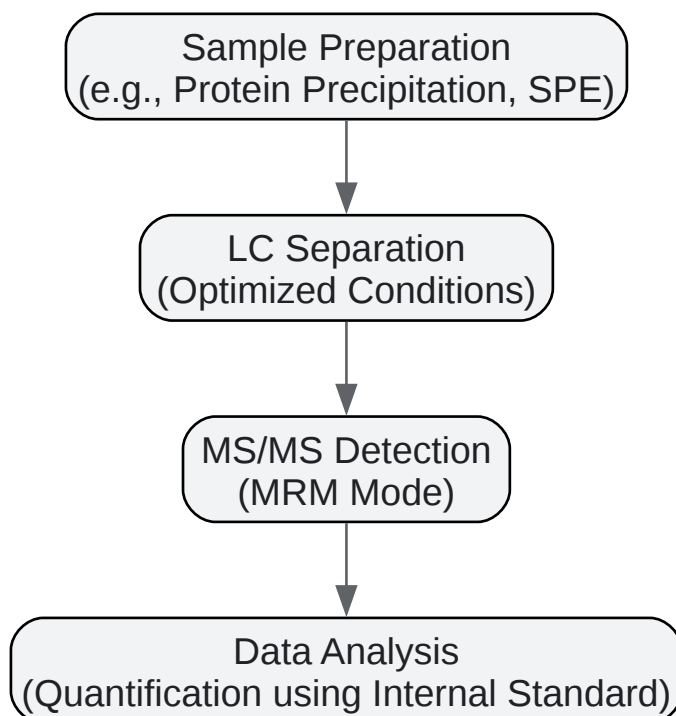 Sample Preparation
(e.g., Protein Precipitation, SPE)
LC Separation
(Optimized Conditions)
MS/MS Detection
(MRM Mode)
Data Analysis
(Quantification using Internal Standard)